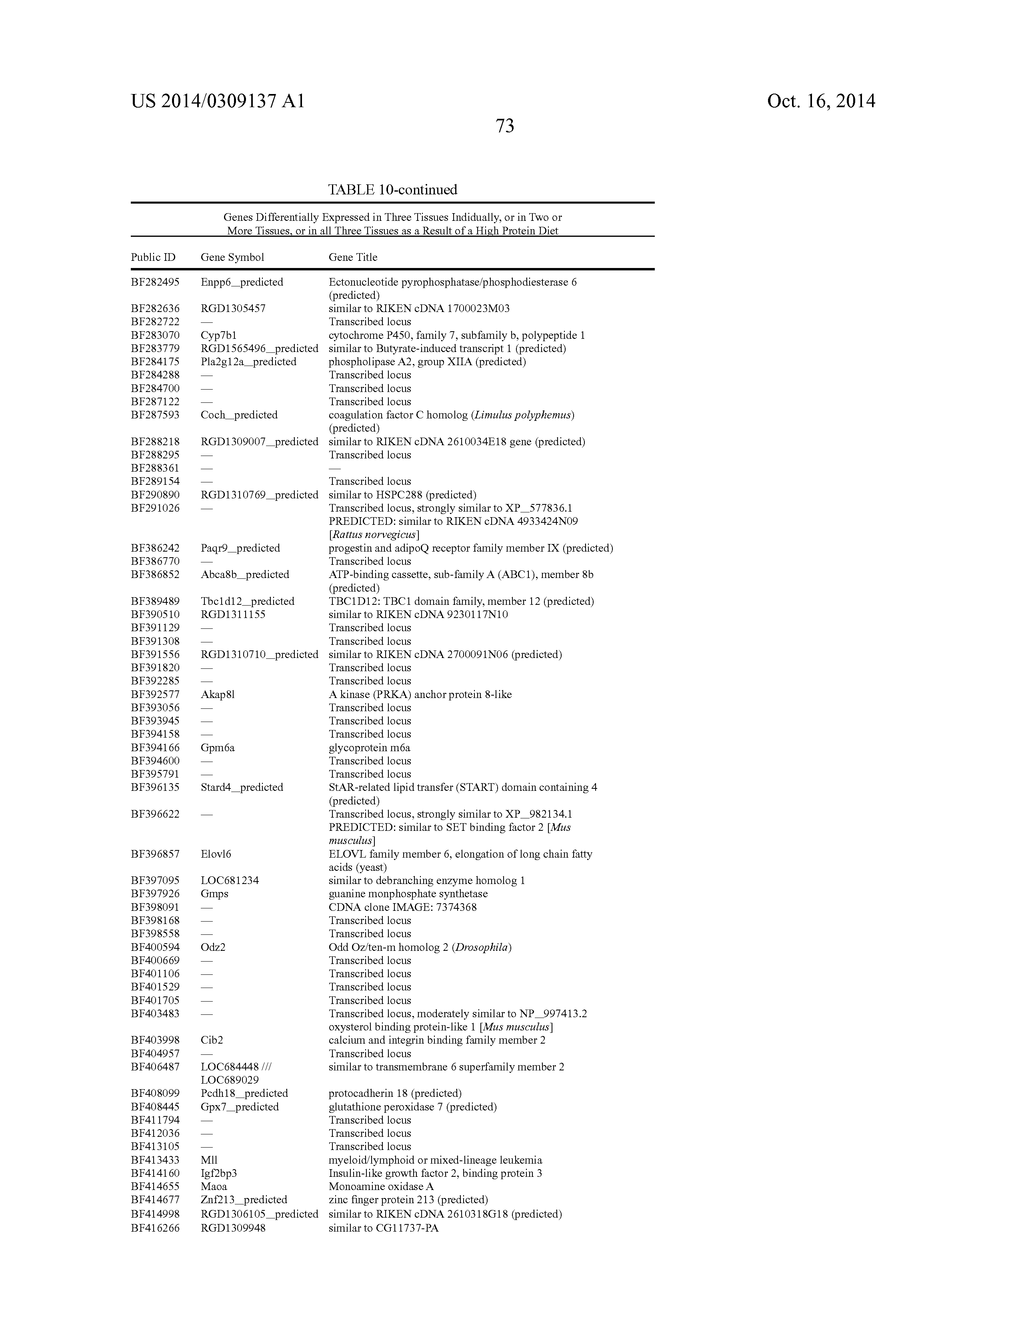 US 2014/0309137 A1
Oct. 16, 2014
73
TABLE 10-continued
Genes Differentially Expressed in Three Tissues Indidually, or in Two or
More Tissues, or in all Three Tissues as a Result of a High Protein Diet
Public ID Gene Symbol Gene Title
BF282495 Enpp6_predicted Ectonucleotide pyrophosphatase/phosphodiesterase 6
(predicted)
BF282636 RGD1305457 similar to RIKEN cDNA 1700023M03
BF282722 — Transcribed locus
BF283070 Cyp7b1 cytochrome P450, family 7, subfamily b, polypeptide 1
BF283779 RGD1565496_predicted similar to Butyrate-induced transcript 1 (predicted)
BF284175 Pla2g12a_predicted phospholipase A2, group XIIA (predicted)
BF284288 — Transcribed locus
BF284700 — Transcribed locus
BF287122 — Transcribed locus
BF287593 Coch_predicted coagulation factor C homolog (Limulus polyphemus)
(predicted)
BF288218 RGD1309007_predicted similar to RIKEN cDNA 2610034E18 gene (predicted)
BF288295 — Transcribed locus
BF288361 — —
BF289154 — Transcribed locus
BF290890 RGD1310769_predicted similar to HSPC288 (predicted)
BF291026 — Transcribed locus, strongly similar to XP_577836.1
PREDICTED: similar to RIKEN cDNA 4933424N09
[Rattus norvegicus]
BF386242 Paqr9_predicted progestin and adipoQ receptor family member IX (predicted)
BF386770 — Transcribed locus
BF386852 Abca8b_predicted ATP-binding cassette, sub-family A (ABC1), member 8b
(predicted)
BF389489 Tbc1d12_predicted TBC1D12: TBC1 domain family, member 12 (predicted)
BF390510 RGD1311155 similar to RIKEN cDNA 9230117N10
BF391129 — Transcribed locus
BF391308 — Transcribed locus
BF391556 RGD1310710_predicted similar to RIKEN cDNA 2700091N06 (predicted)
BF391820 — Transcribed locus
BF392285 — Transcribed locus
BF392577 Akap8l A kinase (PRKA) anchor protein 8-like
BF393056 — Transcribed locus
BF393945 — Transcribed locus
BF394158 — Transcribed locus
BF394166 Gpm6a glycoprotein m6a
BF394600 — Transcribed locus
BF395791 — Transcribed locus
BF396135 Stard4_predicted StAR-related lipid transfer (START) domain containing 4
(predicted)
BF396622 — Transcribed locus, strongly similar to XP_982134.1
PREDICTED: similar to SET binding factor 2 [Mus
musculus]
BF396857 Elovl6 ELOVL family member 6, elongation of long chain fatty
acids (yeast)
BF397095 LOC681234 similar to debranching enzyme homolog 1
BF397926 Gmps guanine monphosphate synthetase
BF398091 — CDNA clone IMAGE: 7374368
BF398168 — Transcribed locus
BF398558 — Transcribed locus
BF400594 Odz2 Odd Oz/ten-m homolog 2 (Drosophila)
BF400669 — Transcribed locus
BF401106 — Transcribed locus
BF401529 — Transcribed locus
BF401705 — Transcribed locus
BF403483 — Transcribed locus, moderately similar to NP_997413.2
oxysterol binding protein-like 1 [Mus musculus]
BF403998 Cib2 calcium and integrin binding family member 2
BF404957 — Transcribed locus
BF406487 LOC684448 /// similar to transmembrane 6 superfamily member 2
LOC689029
BF408099 Pcdh18_predicted protocadherin 18 (predicted)
BF408445 Gpx7_predicted glutathione peroxidase 7 (predicted)
BF411794 — Transcribed locus
BF412036 — Transcribed locus
BF413105 — Transcribed locus
BF413433 Mll myeloid/lymphoid or mixed-lineage leukemia
BF414160 Igf2bp3 Insulin-like growth factor 2, binding protein 3
BF414655 Maoa Monoamine oxidase A
BF414677 Znf213_predicted zinc finger protein 213 (predicted)
BF414998 RGD1306105_predicted similar to RIKEN cDNA 2610318G18 (predicted)
BF416266 RGD1309948 similar to CG11737-PA